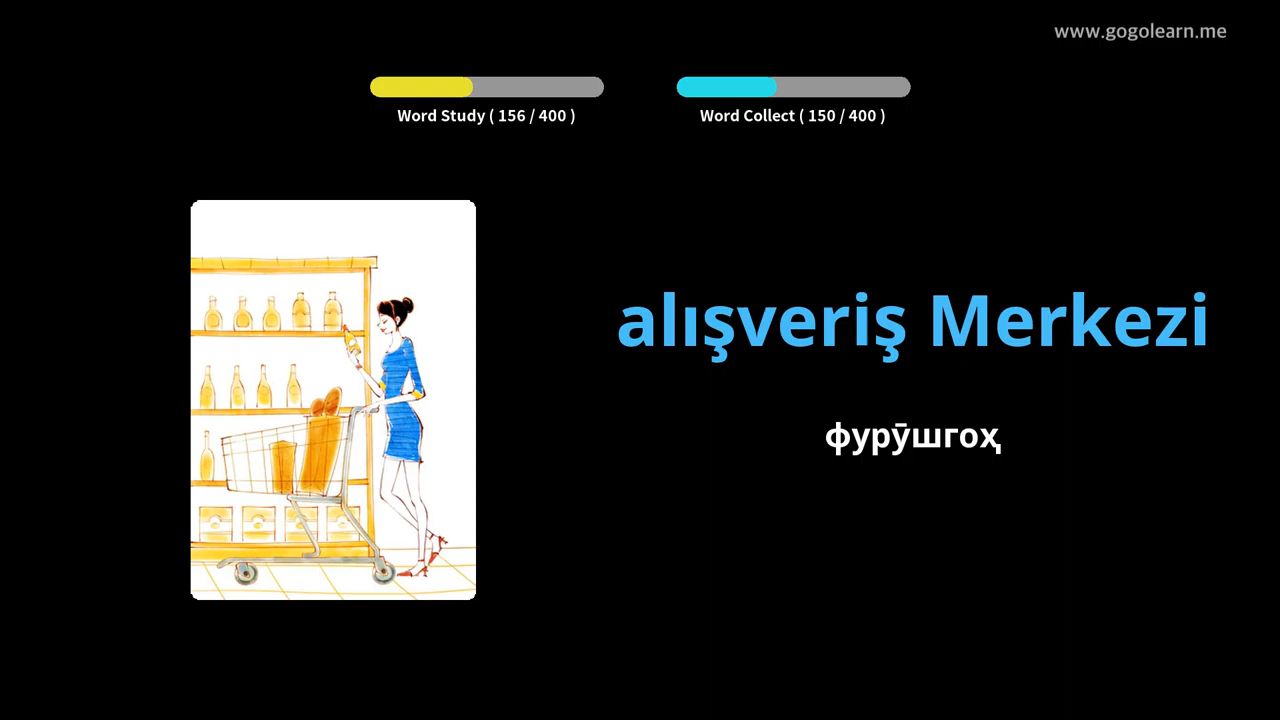 www.gogolearn.me
Word Study ( 156 / 400 )
Word Collect ( 150 / 400 )
alışveriş Merkezi
фурӯшгоҳ